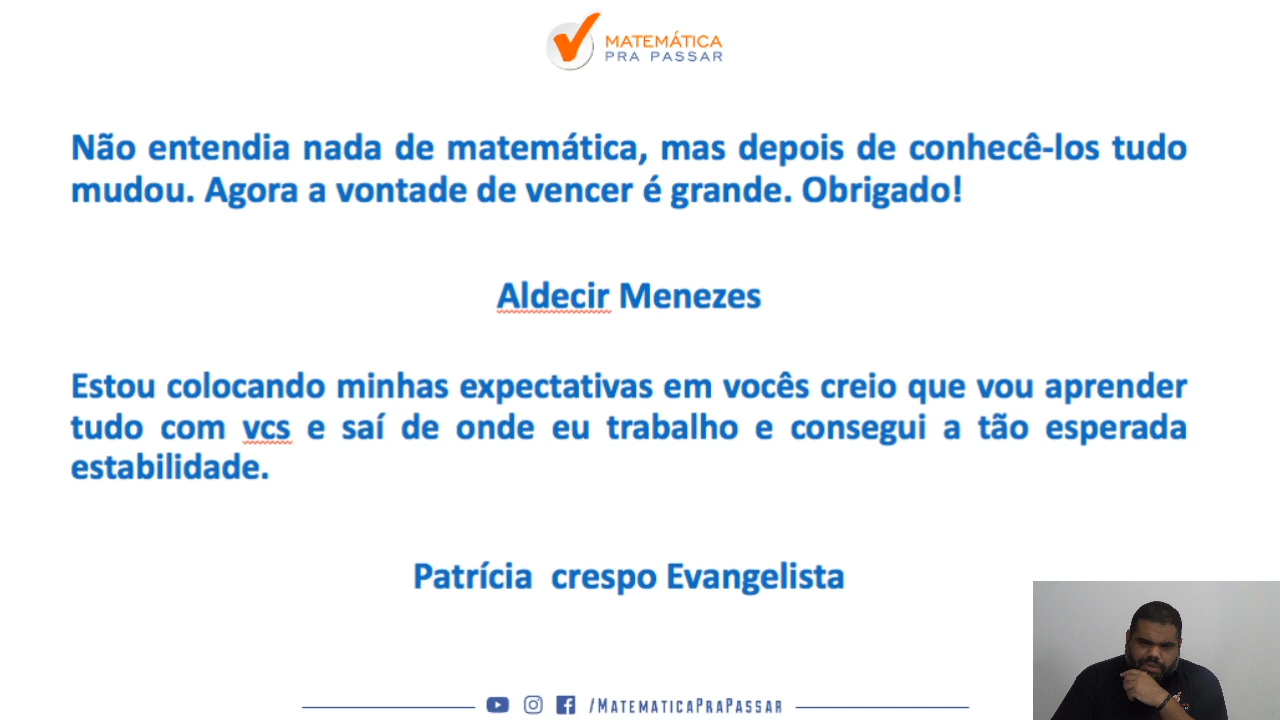 MATEMÁTICA
PRA PASSAR
Não entendia nada de matemática, mas depois de conhecê-los tudo
mudou. Agora a vontade de vencer é grande. Obrigado!
Aldecir Menezes
Estou colocando minhas expectativas em vocês creio que vou aprender
tudo com vcs e saí de onde eu trabalho e consegui a tão esperada
estabilidade.
Patrícia crespo Evangelista
/MATEMATICAPRAPASSAR